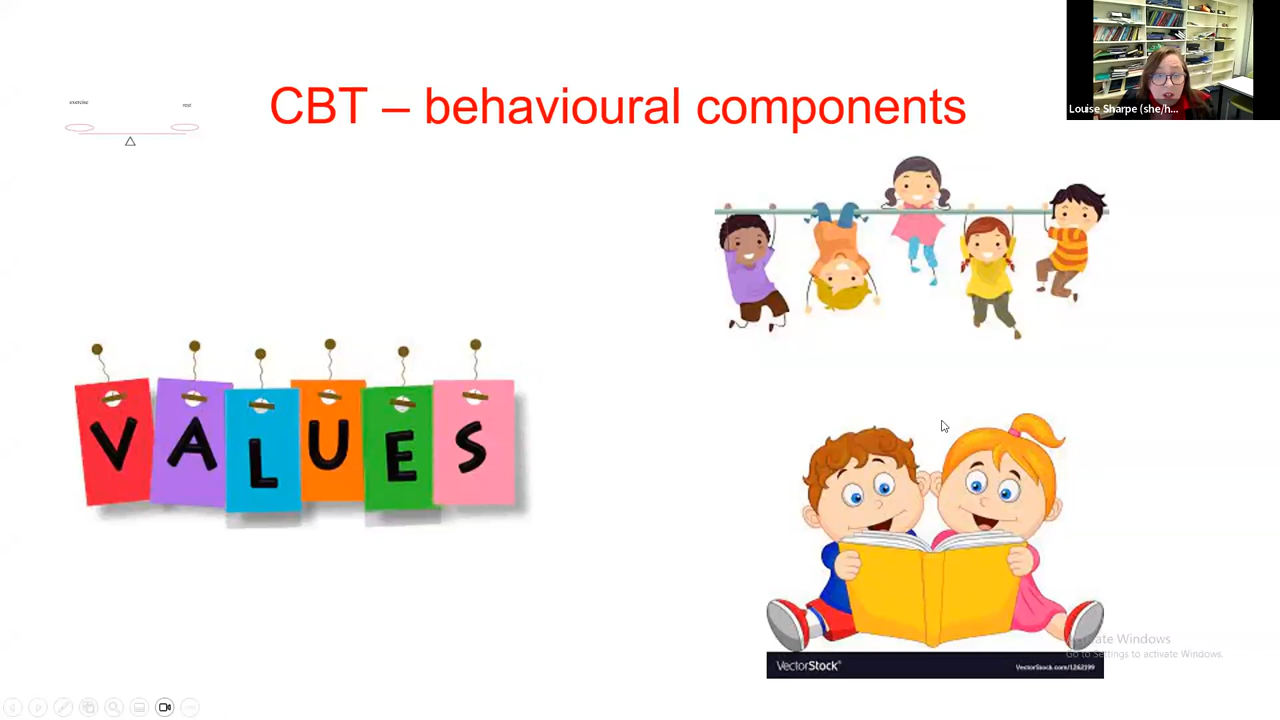 exercise
rest
CBT – behavioural components
Louise Sharpe (she/h...
VALUES
VectorStock®
VectorStock.com/1262199
Activate Windows
Go to Settings to activate Windows.